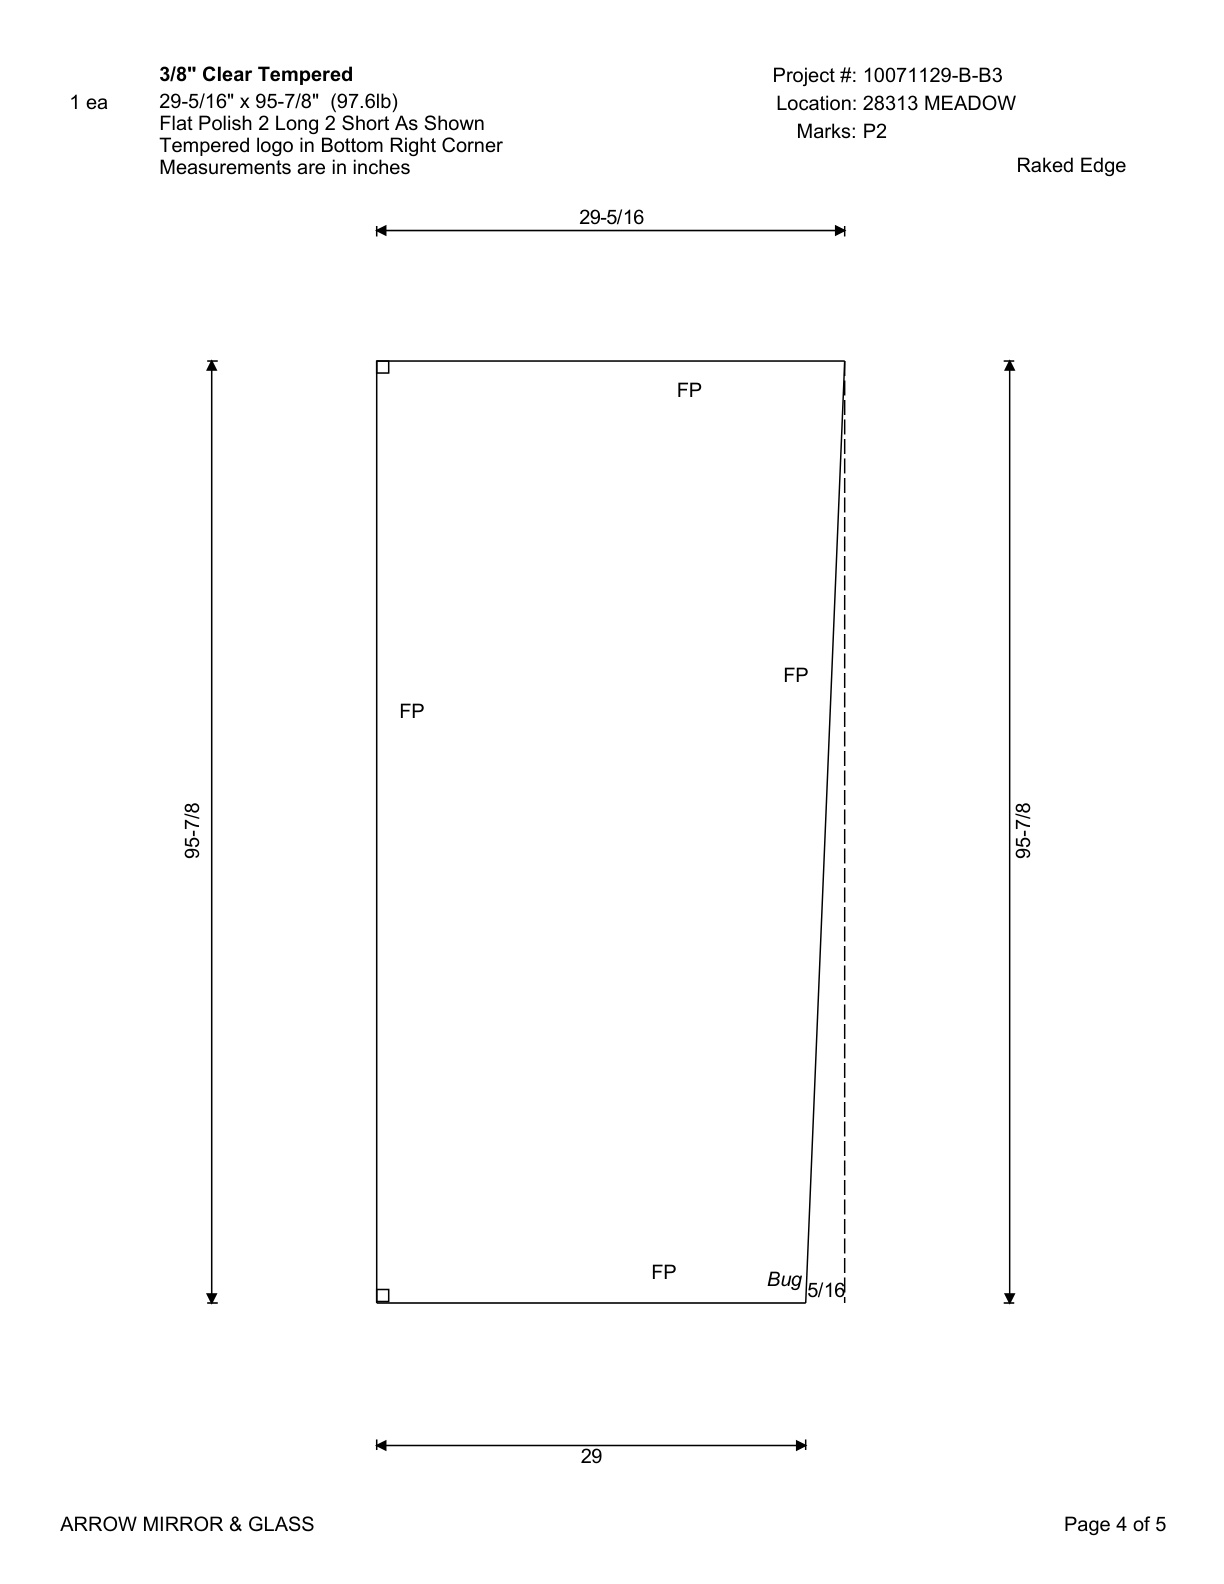 3/8" Clear Tempered
1 ea
29-5/16" x 95-7/8"  (97.6lb)
Flat Polish 2 Long 2 Short As Shown
Tempered logo in Bottom Right Corner
Measurements are in inches
Project #: 10071129-B-B3
Location: 28313 MEADOW
Marks: P2
Raked Edge
29-5/16
FP
FP
FP
95-7/8
95-7/8
FP
Bug
5/16
29
ARROW MIRROR & GLASS
Page 4 of 5